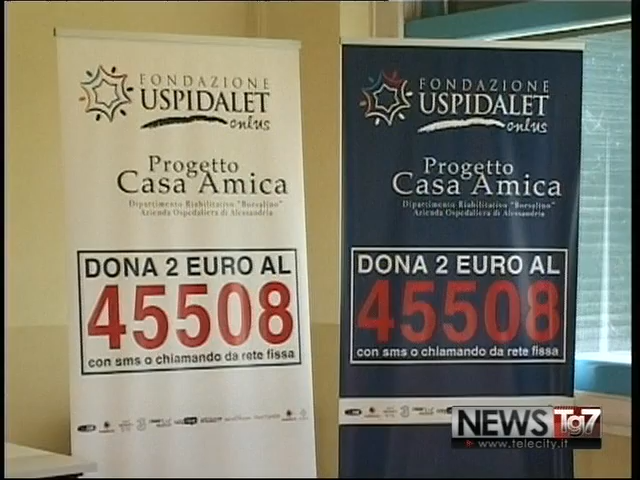 FONDAZIONE
USPIDALET
onlus
Progetto
Casa Amica
Dipartimento Riabilitativo "Borsalino"
Azienda Ospedaliera di Alessandria
DONA 2 EURO AL
45508
con sms o chiamando da rete fissa
FONDAZIONE
USPIDALET
onlus
Progetto
Casa Amica
Dipartimento Riabilitativo "Borsalino"
Azienda Ospedaliera di Alessandria
DONA 2 EURO AL
45508
con sms o chiamando da rete fissa
NEWS Tg7
www.telecity.it